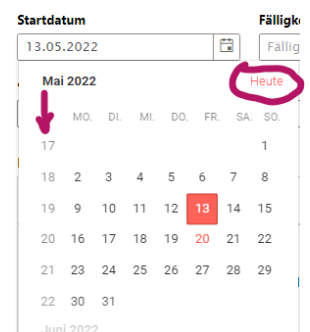 Startdatum Fälligk
13.05.2022 Fällig
Mai 2022 Heute
MO. DI. MI. DO. FR. SA. SO.
17 1
18 2 3 4 5 6 7 8
19 9 10 11 12 13 14 15
20 16 17 18 19 20 21 22
21 23 24 25 26 27 28 29
22 30 31
Juni 2022